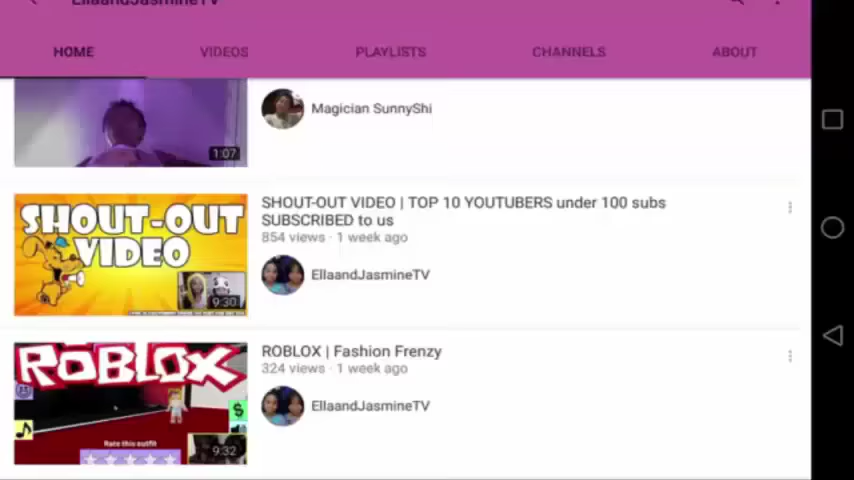 EllaandJasmineTV
HOME VIDEOS PLAYLISTS CHANNELS ABOUT
Magician SunnyShi
1:07
SHOUT-OUT
VIDEO
9:30
SHOUT-OUT VIDEO | TOP 10 YOUTUBERS under 100 subs
SUBSCRIBED to us
854 views · 1 week ago
EllaandJasmineTV
ROBLOX
$
Rate this outfit
9:32
ROBLOX | Fashion Frenzy
324 views · 1 week ago
EllaandJasmineTV